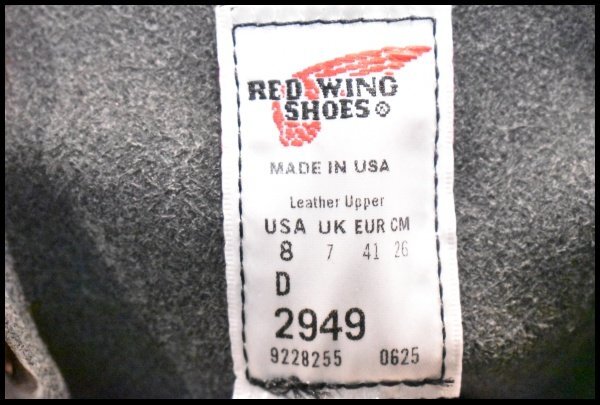 RED WING
SHOES®
MADE IN USA
Leather Upper
USA UK EUR CM
8 7 41 26
D
2949
9228255 0625